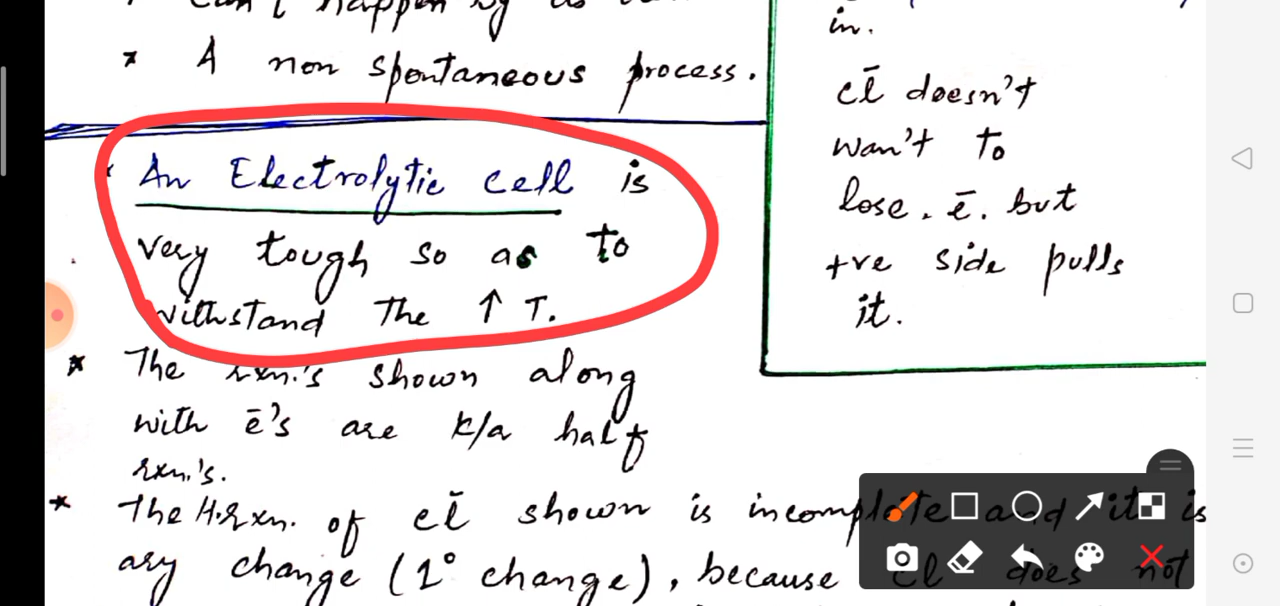 * A non spontaneous process.
An Electrolytic cell is
very tough so as to
withstand the ↑ T.
* The rxn.'s shown along
with ē's are k/a half
rxn.'s.
* The H.rxn. of cl̄ shown is incomplete and it is
any change (1° change), because cl̄ does not
in.
cl̄ doesn't
wan't to
lose. ē. but
+ve side pulls
it.